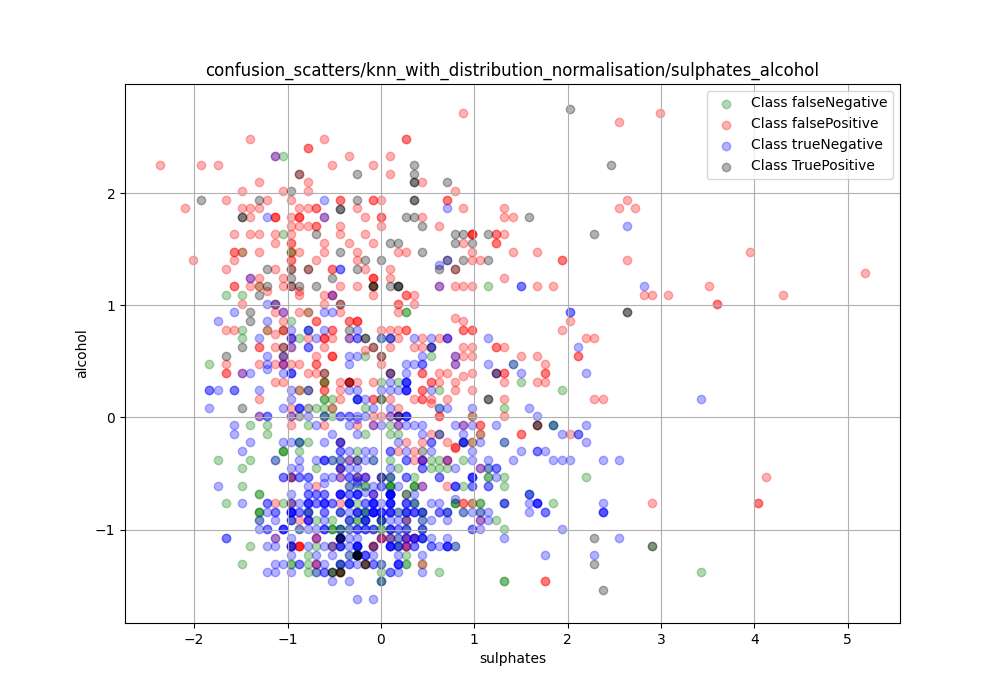 confusion_scatters/knn_with_distribution_normalisation/sulphates_alcohol
Class falseNegative
Class falsePositive
Class trueNegative
Class TruePositive
2
1
0
−1
alcohol
−2
−1
0
1
2
3
4
5
sulphates